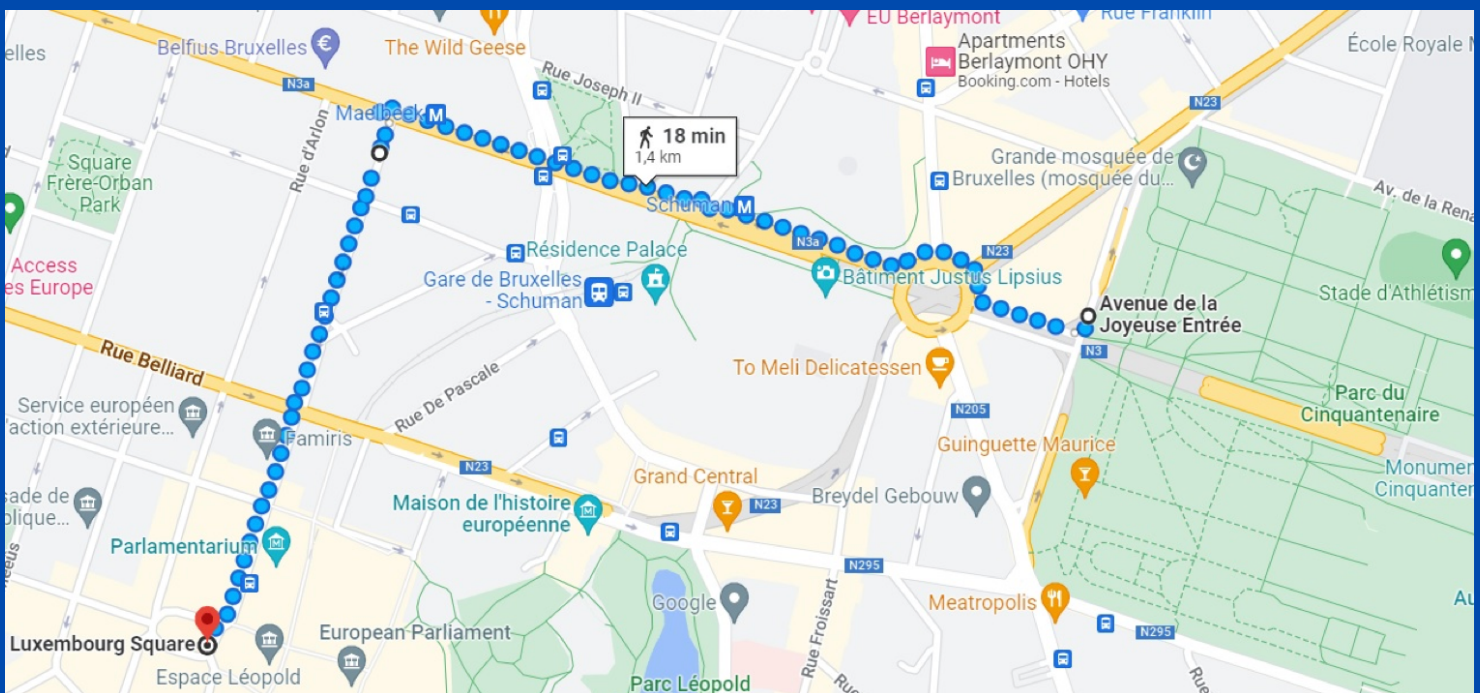 EU Berlaymont
Rue Franklin
elles
Belfius Bruxelles
€
The Wild Geese
Apartments
Berlaymont OHY
Booking.com - Hotels
École Royale
N3a
Rue Joseph II
N23
Maelbeek
M
18 min
1,4 km
Rue d'Arlon
Square
Frère-Orban
Park
Grande mosquée de
Bruxelles (mosquée du...
Av. de la Rena
Schuman
M
N3a
N23
Access
es Europe
Résidence Palace
Gare de Bruxelles
- Schuman
Bâtiment Justus Lipsius
Stade d'Athlétism
Avenue de la
Joyeuse Entrée
N3
Rue Belliard
To Meli Delicatessen
Rue De Pascale
Service européen
'action extérieure...
Famiris
N205
Parc du
Cinquantenaire
Guinguette Maurice
N23
Grand Central
Monumen
Cinquanter
sade de
blique...
Maison de l'histoire
européenne
N23
Breydel Gebouw
Parlamentarium
N295
Google
Rue Froissart
Meatropolis
Au
Luxembourg Square
European Parliament
N295
Espace Léopold
Parc Léopold
Rue
Rue